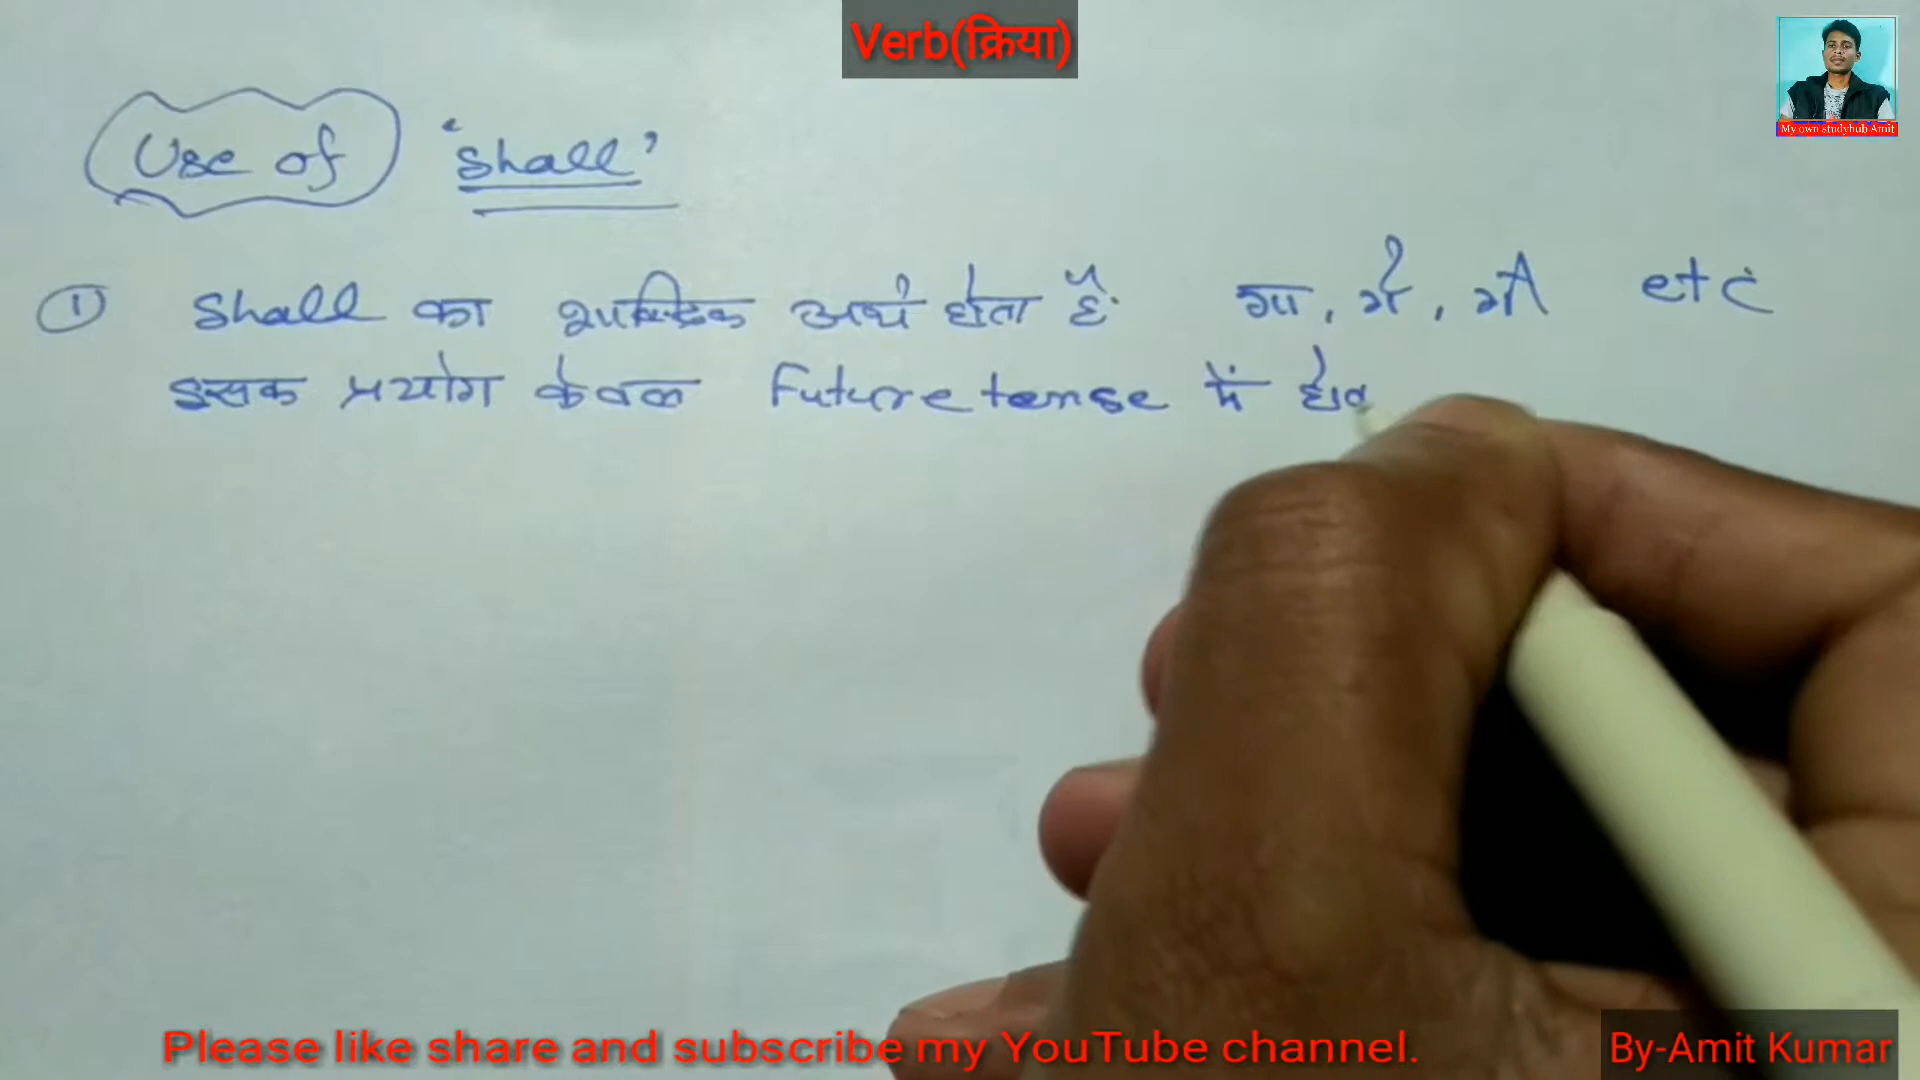 Verb(क्रिया)
My own studyhub Amit
Use of 'Shall'
① Shall का शाब्दिक अर्थ होता है गा, गे, गी etc
इसक प्रयोग केवल Future tense में
Please like share and subscribe my YouTube channel.
By-Amit Kumar